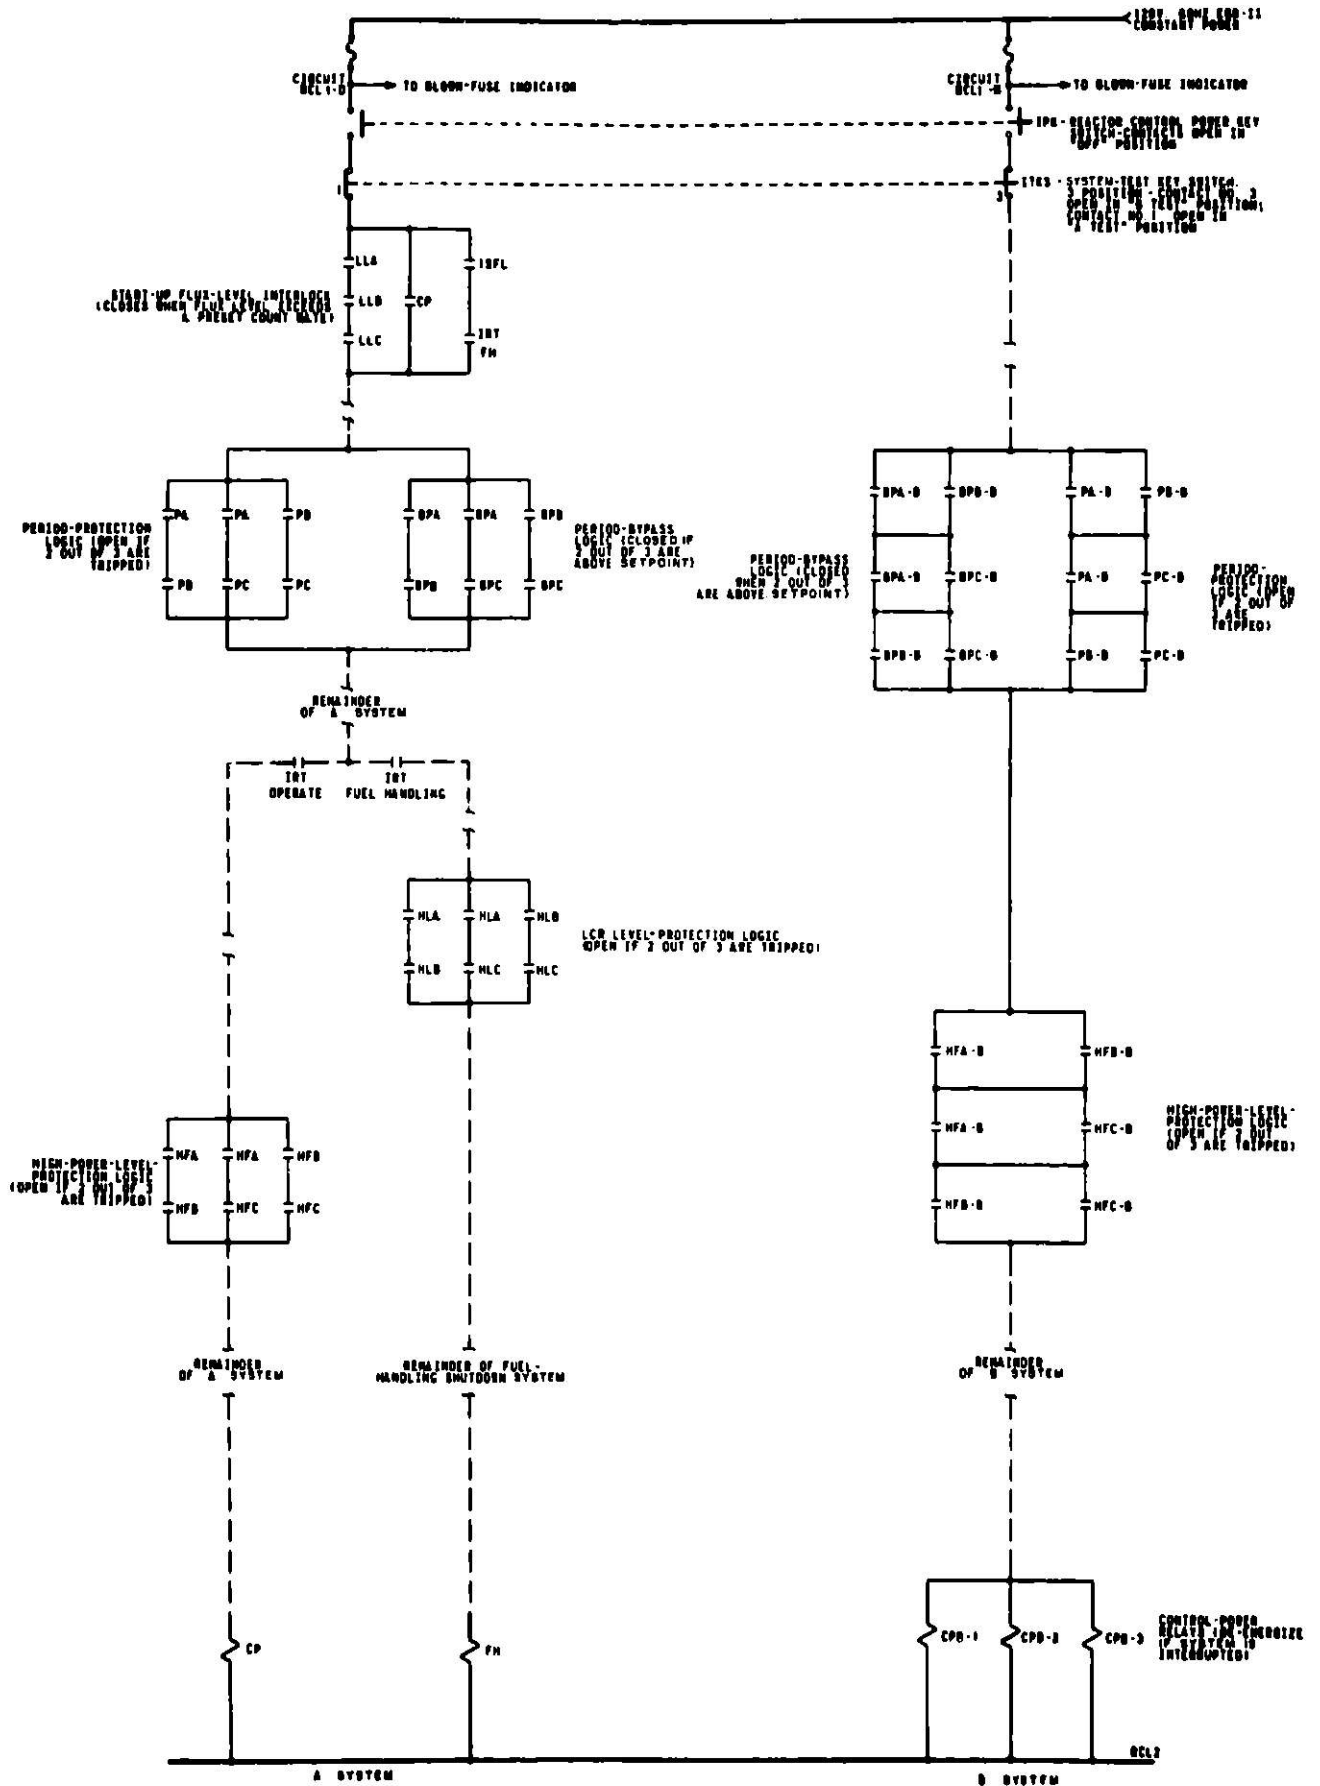 120V, 60HZ EBR-II
CONSTANT POWER
CIRCUIT
TO BLOWN-FUSE INDICATOR
CIRCUIT
TO BLOWN-FUSE INDICATOR
REACTOR CONTROL POWER KEY
SWITCH-CONTACTS OPEN IN
"OFF" POSITION
1
3
SYSTEM-TEST KEY SWITCH.
3 POSITION - CONTACT NO. 3
OPEN IN "B TEST" POSITION;
CONTACT NO. 1 OPEN IN
"A TEST" POSITION
START-UP FLUX-LEVEL INTERLOCK
(CLOSES WHEN FLUX LEVEL EXCEEDS
A PRESET COUNT RATE)
LLA
LLB
LLC
CP
FH
PERIOD-PROTECTION
LOGIC (OPEN IF
2 OUT OF 3 ARE
TRIPPED)
PA PA PB
PB PC PC
BPA BPA BPB
BPB BPC BPC
PERIOD-BYPASS
LOGIC (CLOSED IF
2 OUT OF 3 ARE
ABOVE SETPOINT)
PERIOD-BYPASS
LOGIC (CLOSED
WHEN 2 OUT OF 3
ARE ABOVE SETPOINT)
BPA-B BPB-B PA-B PB-B
BPA-B BPC-B PA-B PC-B
BPB-B BPC-B PB-B PC-B
PERIOD-
PROTECTION
LOGIC (OPEN
IF 2 OUT OF
3 ARE
TRIPPED)
REMAINDER
OF A SYSTEM
IRT IRT
OPERATE FUEL HANDLING
HLA HLA HLB
HLB HLC HLC
LCR LEVEL-PROTECTION LOGIC
(OPEN IF 2 OUT OF 3 ARE TRIPPED)
HFA-B HFB-B
HFA-B HFC-B
HFB-B HFC-B
HIGH-POWER-LEVEL-
PROTECTION LOGIC
(OPEN IF 2 OUT
OF 3 ARE TRIPPED)
HIGH-POWER-LEVEL-
PROTECTION LOGIC
(OPEN IF 2 OUT OF 3
ARE TRIPPED)
HFA HFA HFB
HFB HFC HFC
REMAINDER
OF A SYSTEM
REMAINDER OF FUEL-
HANDLING SHUTDOWN SYSTEM
REMAINDER
OF B SYSTEM
CP
FH
CPB-1 CPB-2 CPB-3
CONTROL-POWER
RELAYS (DE-ENERGIZE
IF SYSTEM IS
INTERRUPTED)
RCL2
A SYSTEM
B SYSTEM